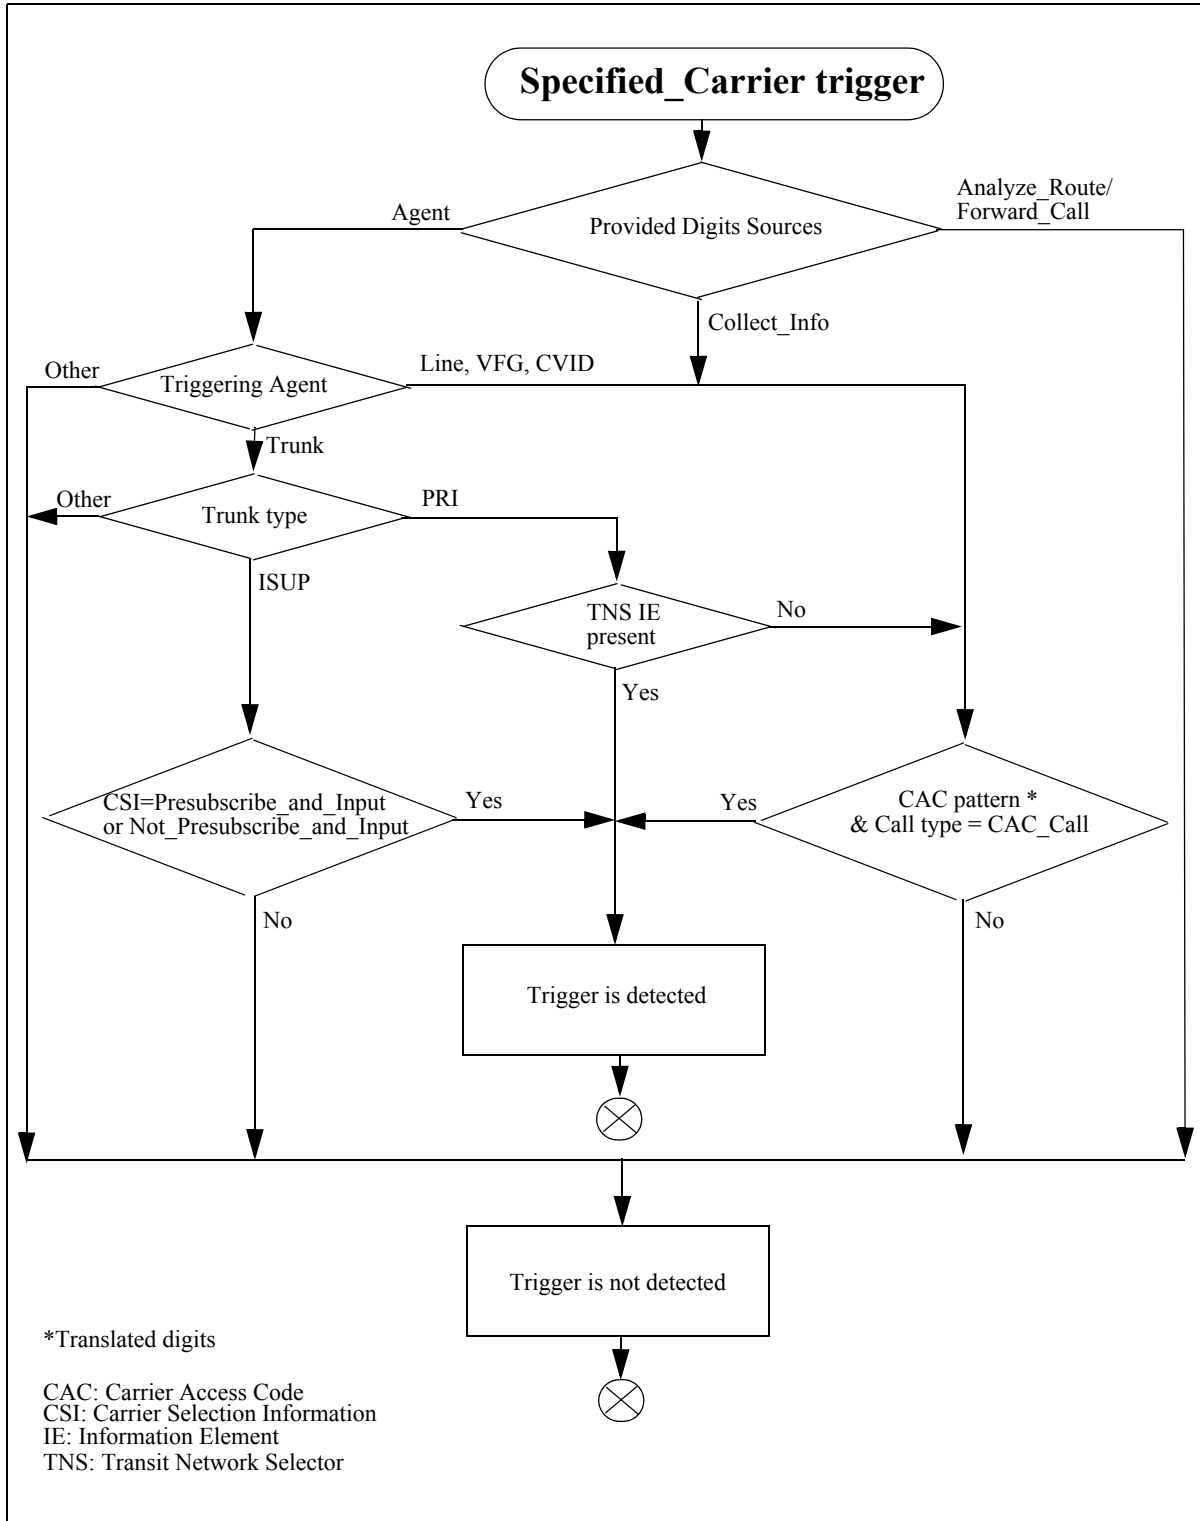 Specified_Carrier trigger
Provided Digits Sources
Agent
Analyze_Route/
Forward_Call
Collect_Info
Other
Triggering Agent
Line, VFG, CVID
Trunk
Other
Trunk type
PRI
ISUP
TNS IE
present
No
Yes
CSI=Presubscribe_and_Input
or Not_Presubscribe_and_Input
Yes
Yes
CAC pattern *
& Call type = CAC_Call
No
No
Trigger is detected
Trigger is not detected
*Translated digits
CAC: Carrier Access Code
CSI: Carrier Selection Information
IE: Information Element
TNS: Transit Network Selector